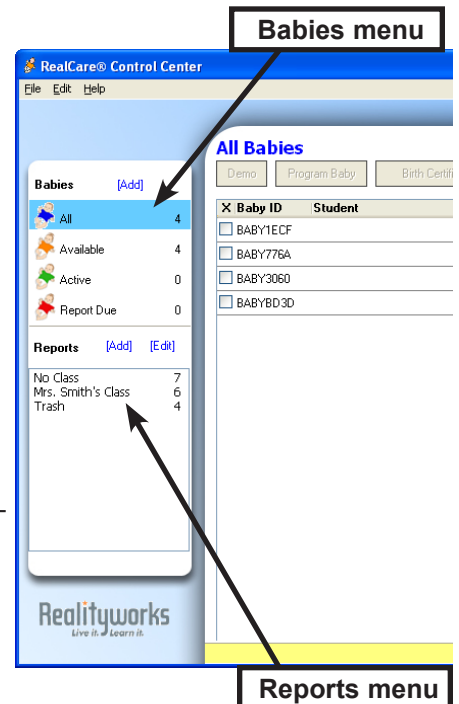 Babies menu
RealCare® Control Center
File Edit Help
All Babies
Demo Program Baby Birth Certifi
Babies [Add]
All 4
Available 4
Active 0
Report Due 0
X Baby ID Student
BABY1ECF
BABY776A
BABY3060
BABYBD3D
Reports [Add] [Edit]
No Class 7
Mrs. Smith's Class 6
Trash 4
Realityworks
Live it. Learn it.
Reports menu